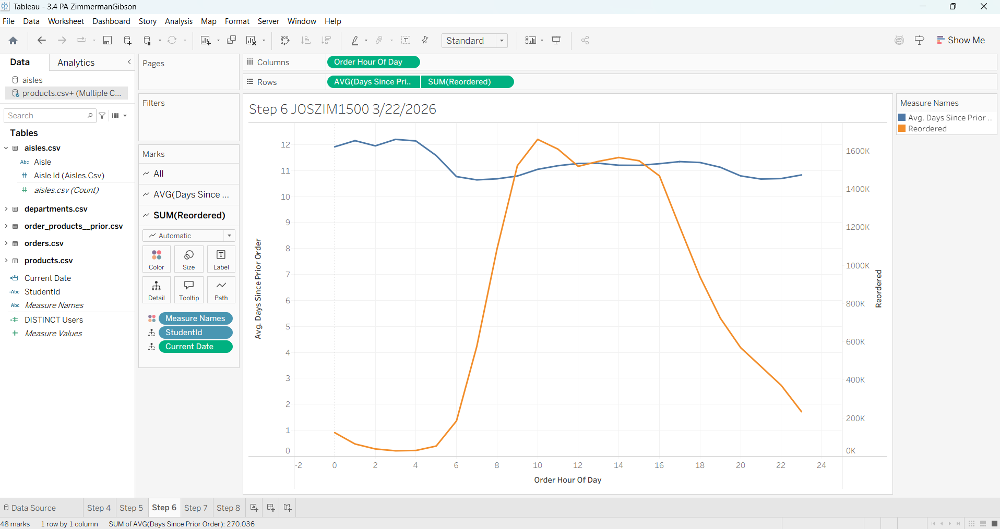 Tableau - 3.4 PA ZimmermanGibson
File Data Worksheet Dashboard Story Analysis Map Format Server Window Help
Standard
Show Me
Data
Analytics
aisles
products.csv+ (Multiple C...
Search
Tables
aisles.csv
Abc Aisle
# Aisle Id (Aisles.Csv)
# aisles.csv (Count)
departments.csv
order_products__prior.csv
orders.csv
products.csv
Current Date
=Abc StudentId
Abc Measure Names
=# DISTINCT Users
# Measure Values
Pages
Filters
Marks
All
AVG(Days Since ...
SUM(Reordered)
Automatic
Color Size Label
Detail Tooltip Path
Measure Names
StudentId
Current Date
Columns Order Hour Of Day
Rows AVG(Days Since Pri.. SUM(Reordered)
Step 6 JOSZIM1500 3/22/2026
Avg. Days Since Prior Order
12
11
10
9
8
7
6
5
4
3
2
1
0
1600K
1400K
1200K
1000K
800K
600K
400K
200K
0K
Reordered
-2 0 2 4 6 8 10 12 14 16 18 20 22 24
Order Hour Of Day
Measure Names
Avg. Days Since Prior ..
Reordered
Data Source Step 4 Step 5 Step 6 Step 7 Step 8
48 marks 1 row by 1 column SUM of AVG(Days Since Prior Order): 270.036